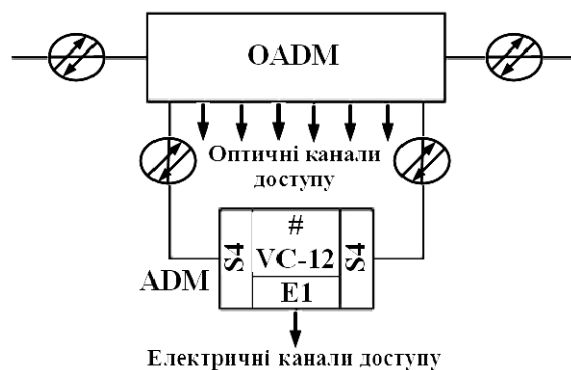 OADM
Оптичні канали
доступу
#
S4
VC-12
S4
ADM
E1
Електричні канали доступу